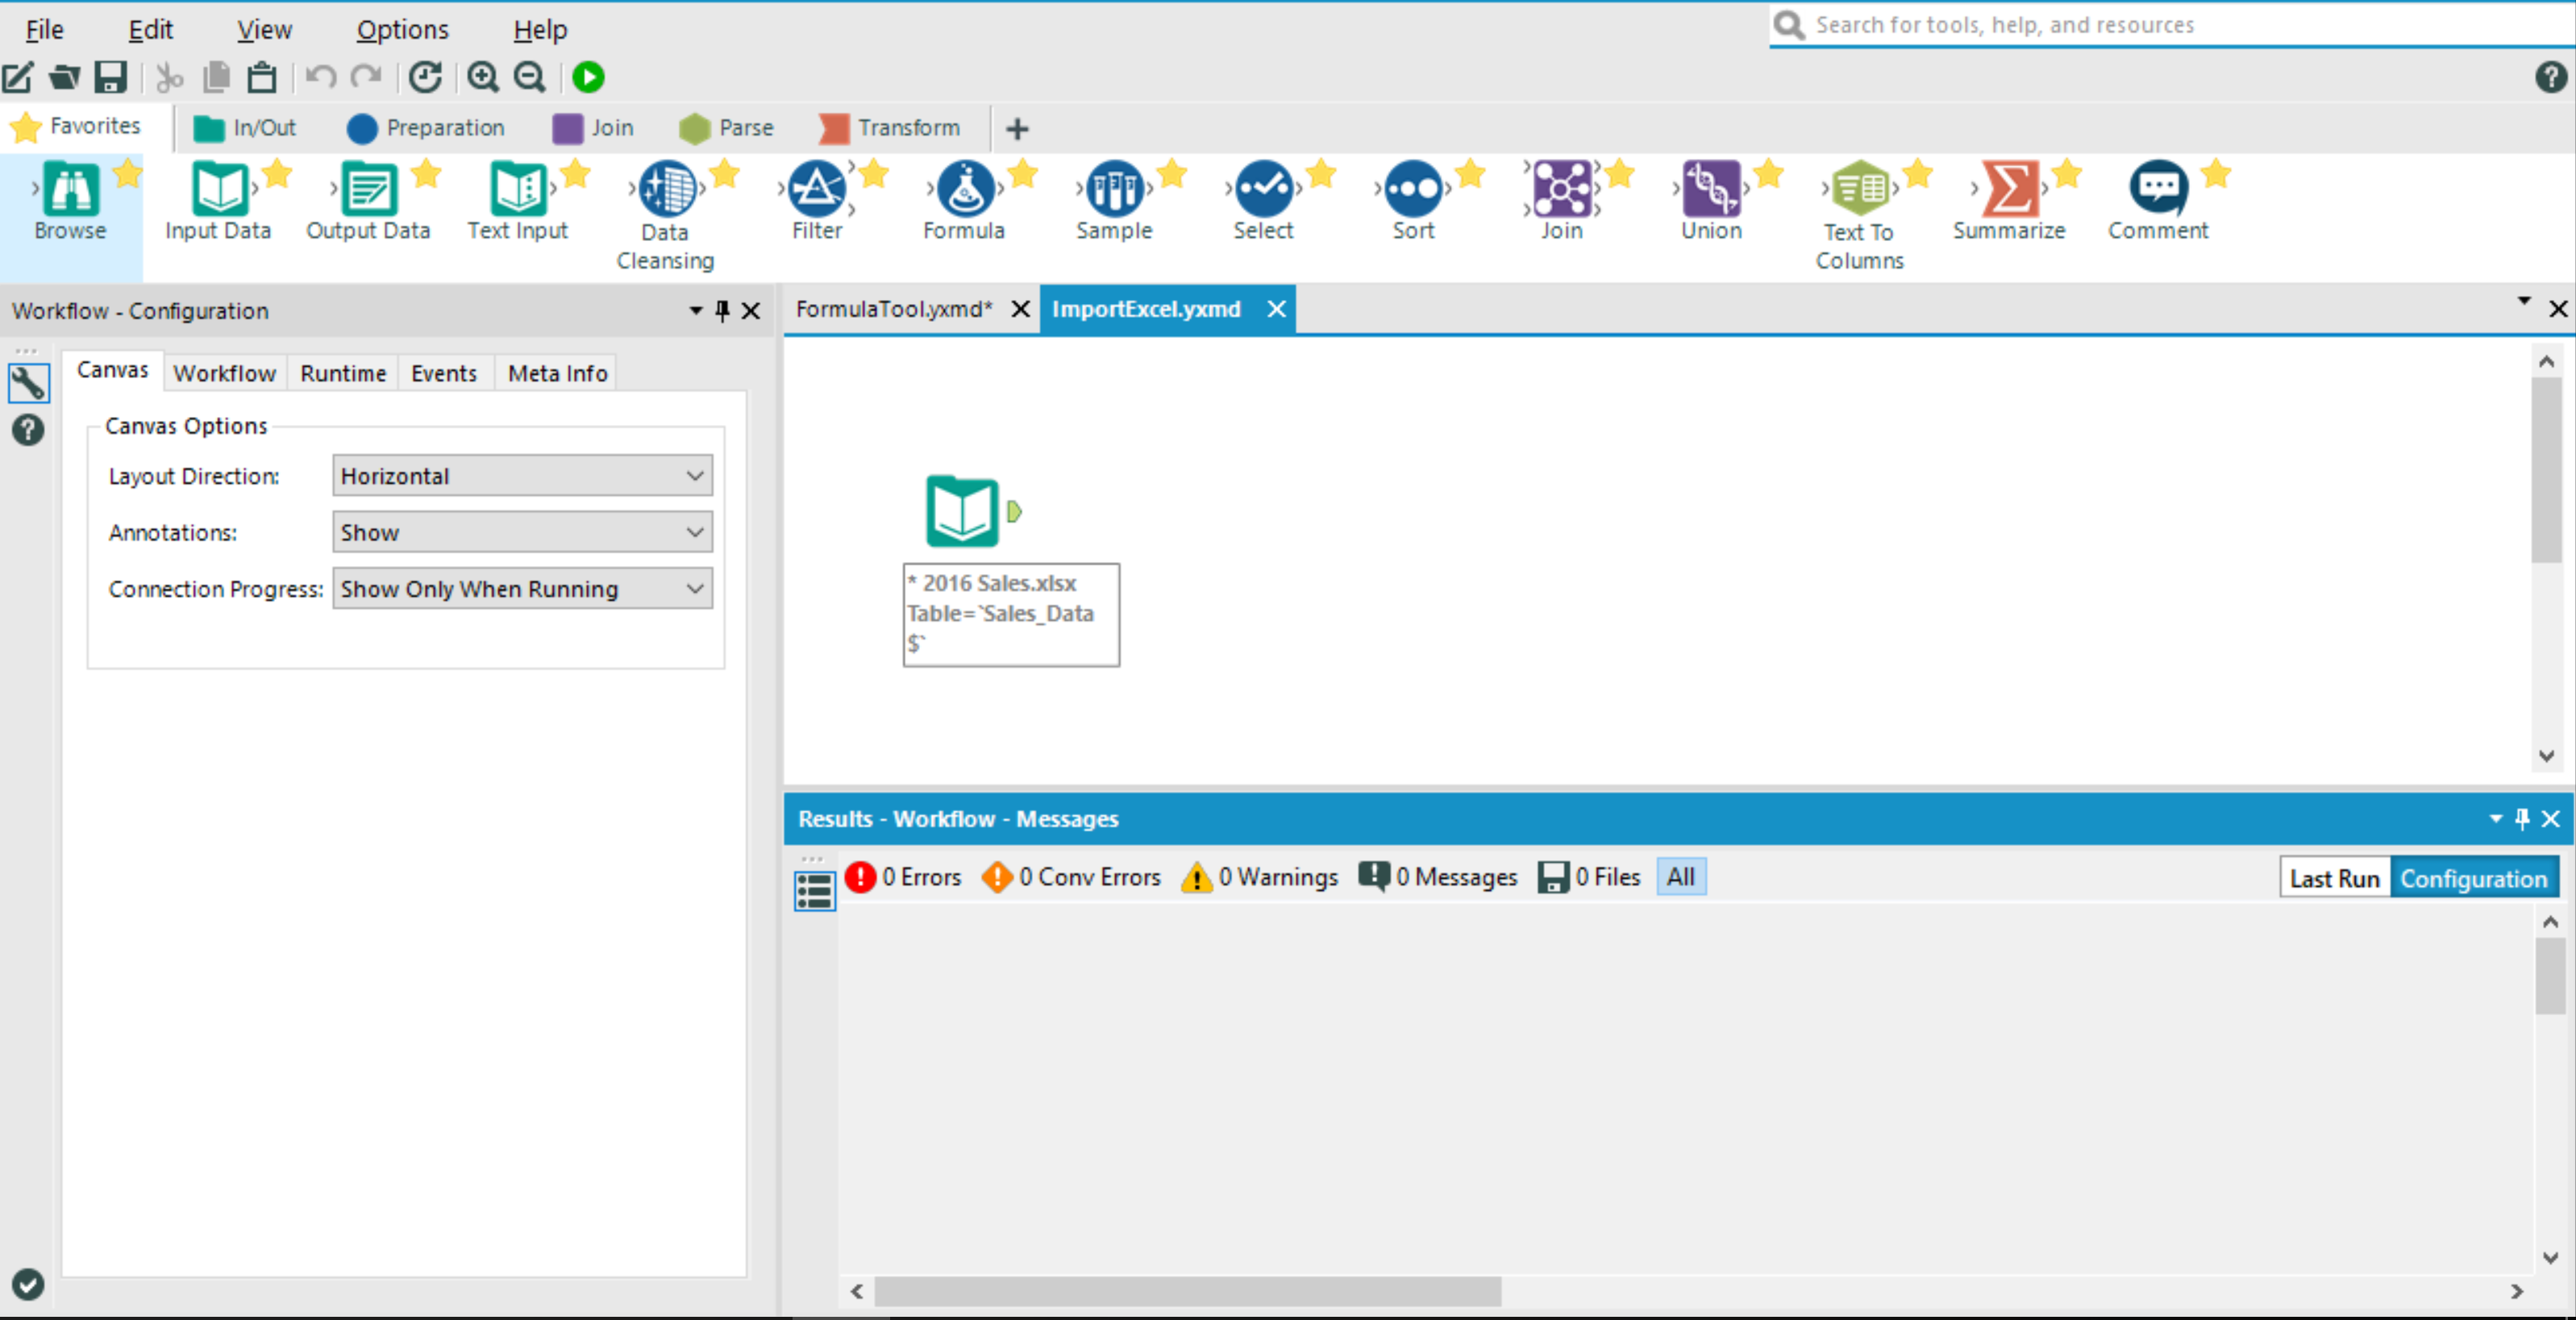 File Edit View Options Help
Search for tools, help, and resources
Favorites In/Out Preparation Join Parse Transform
Browse Input Data Output Data Text Input Data Cleansing Filter Formula Sample Select Sort Join Union Text To Columns Summarize Comment
Workflow - Configuration
Canvas Workflow Runtime Events Meta Info
Canvas Options
Layout Direction: Horizontal
Annotations: Show
Connection Progress: Show Only When Running
FormulaTool.yxmd* ImportExcel.yxmd
* 2016 Sales.xlsx
Table=`Sales_Data
$`
Results - Workflow - Messages
0 Errors 0 Conv Errors 0 Warnings 0 Messages 0 Files All Last Run Configuration